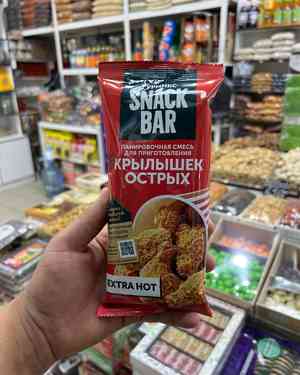 SNACK
BAR
ПАНИРОВОЧНАЯ СМЕСЬ
ДЛЯ ПРИГОТОВЛЕНИЯ
КРЫЛЫШЕК
ОСТРЫХ
EXTRA HOT